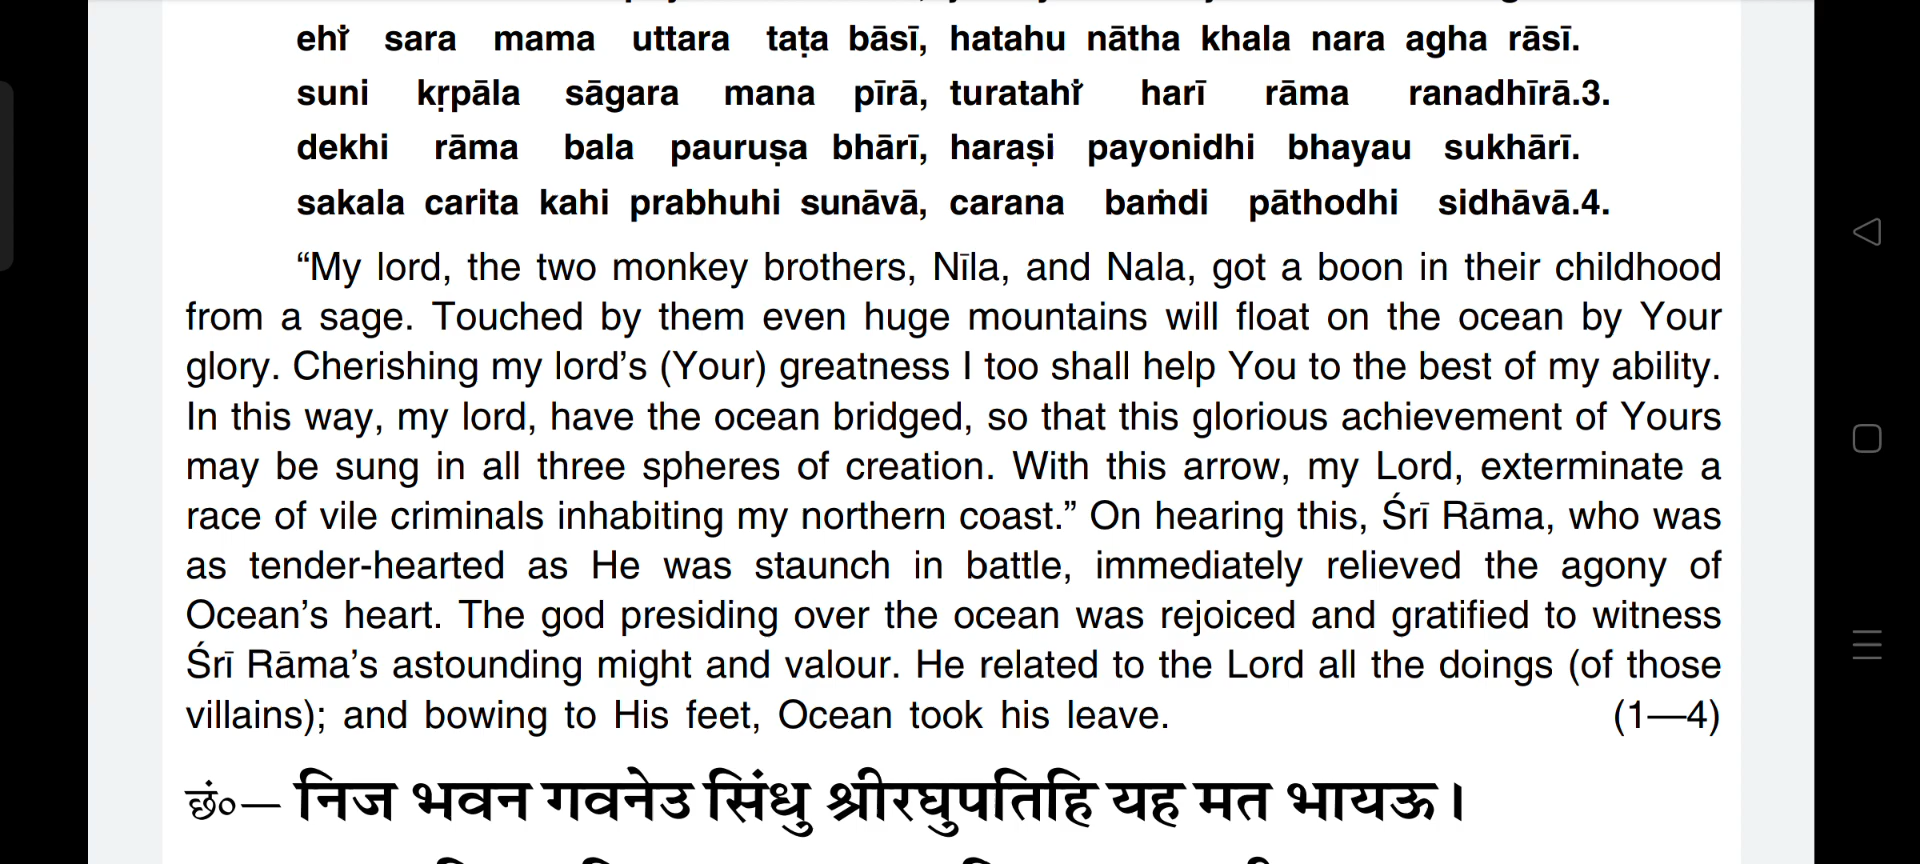 ehiँ sara mama uttara taṭa bāsī, hatahu nātha khala nara agha rāsī.
suni kṛpāla sāgara mana pīrā, turatahiँ harī rāma ranadhīrā.3.
dekhi rāma bala pauruṣa bhārī, haraṣi payonidhi bhayau sukhārī.
sakala carita kahi prabhuhi sunāvā, carana baṁdi pāthodhi sidhāvā.4.
“My lord, the two monkey brothers, Nīla, and Nala, got a boon in their childhood
from a sage. Touched by them even huge mountains will float on the ocean by Your
glory. Cherishing my lord’s (Your) greatness I too shall help You to the best of my ability.
In this way, my lord, have the ocean bridged, so that this glorious achievement of Yours
may be sung in all three spheres of creation. With this arrow, my Lord, exterminate a
race of vile criminals inhabiting my northern coast.” On hearing this, Śrī Rāma, who was
as tender-hearted as He was staunch in battle, immediately relieved the agony of
Ocean’s heart. The god presiding over the ocean was rejoiced and gratified to witness
Śrī Rāma’s astounding might and valour. He related to the Lord all the doings (of those
villains); and bowing to His feet, Ocean took his leave. (1—4)
छं०— निज भवन गवनेउ सिंधु श्रीरघुपतिहि यह मत भायऊ।